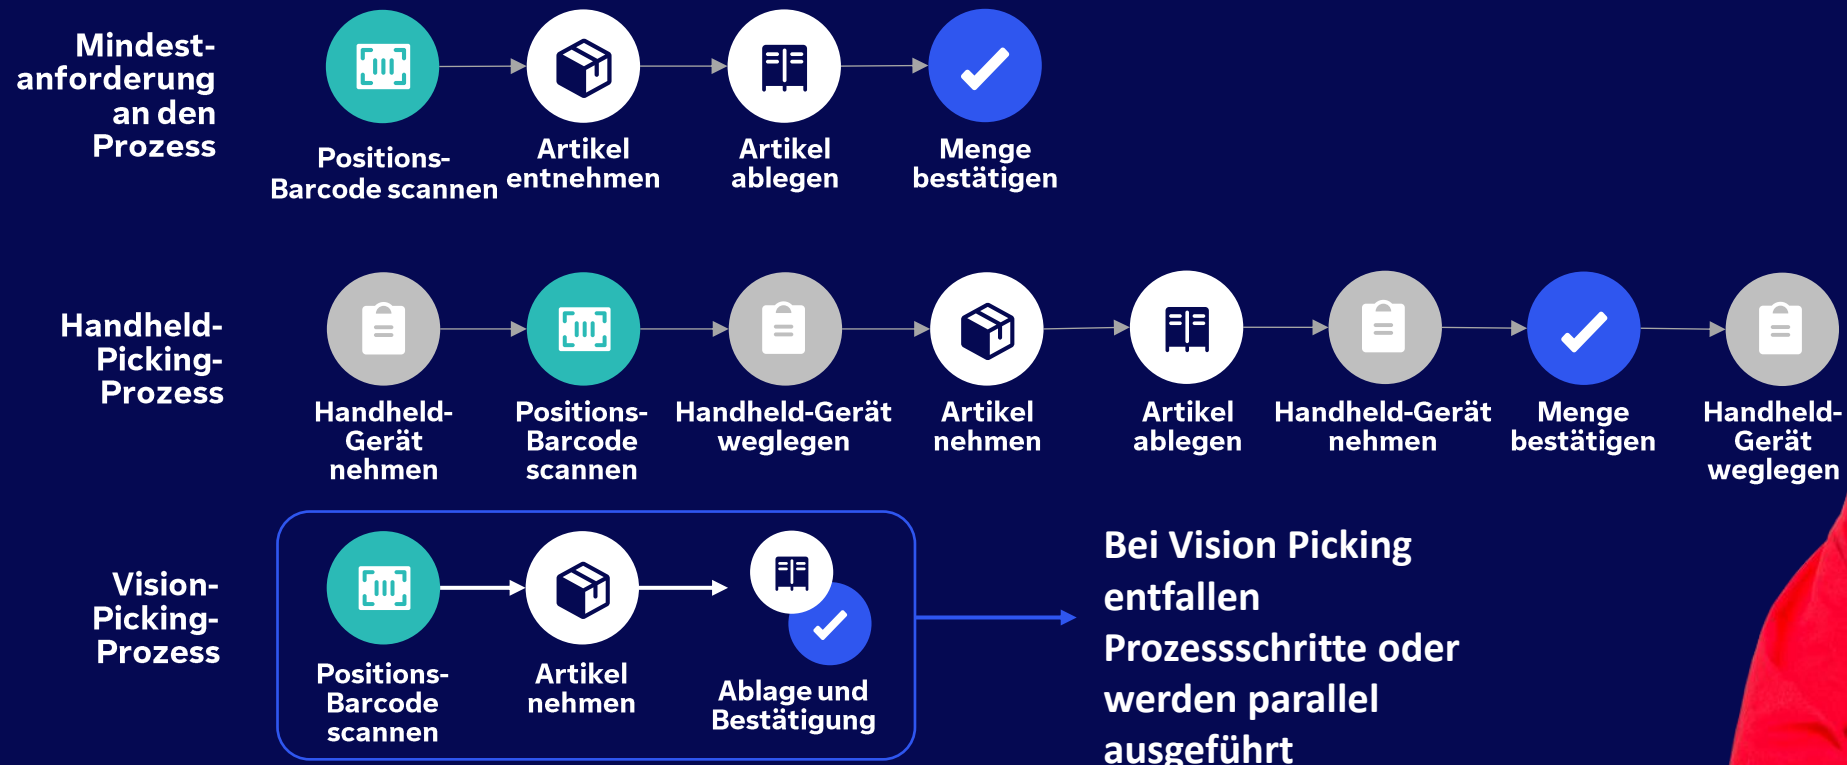 Mindest-
anforderung
an den
Prozess
Positions-
Barcode scannen
Artikel
entnehmen
Artikel
ablegen
Menge
bestätigen
Handheld-
Picking-
Prozess
Handheld-
Gerät
nehmen
Positions-
Barcode
scannen
Handheld-Gerät
weglegen
Artikel
nehmen
Artikel
ablegen
Handheld-Gerät
nehmen
Menge
bestätigen
Handheld-
Gerät
weglegen
Vision-
Picking-
Prozess
Positions-
Barcode
scannen
Artikel
nehmen
Ablage und
Bestätigung
Bei Vision Picking
entfallen
Prozessschritte oder
werden parallel
ausgeführt